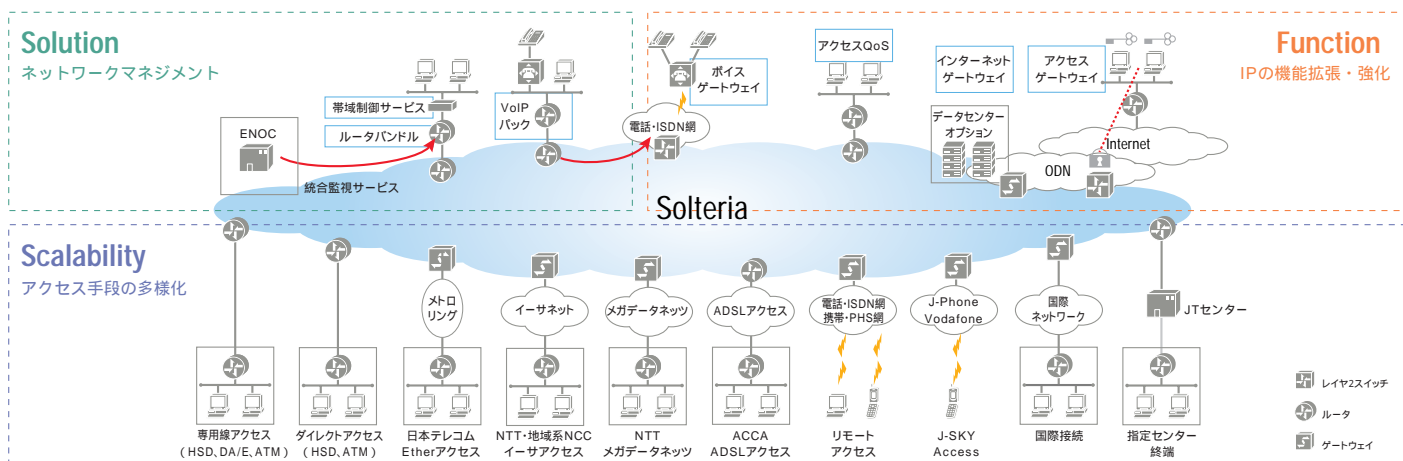 Solution
ネットワークマネジメント
ENOC
統合監視サービス
帯域制御サービス
ルータバンドル
VoIP
パック
ボイス
ゲートウェイ
電話・ISDN網
アクセスQoS
インターネット
ゲートウェイ
アクセス
ゲートウェイ
データセンター
オプション
Internet
ODN
Function
IPの機能拡張・強化
Solteria
Scalability
アクセス手段の多様化
メトロ
リング
イーサネット
メガデータネッツ
ADSLアクセス
電話・ISDN網
携帯・PHS網
J-Phone
Vodafone
国際
ネットワーク
JTセンター
専用線アクセス
(HSD、DA/E、ATM)
ダイレクトアクセス
(HSD、ATM)
日本テレコム
Etherアクセス
NTT・地域系NCC
イーサアクセス
NTT
メガデータネッツ
ACCA
ADSLアクセス
リモート
アクセス
J-SKY
Access
国際接続
指定センター
終端
レイヤ2スイッチ
ルータ
ゲートウェイ